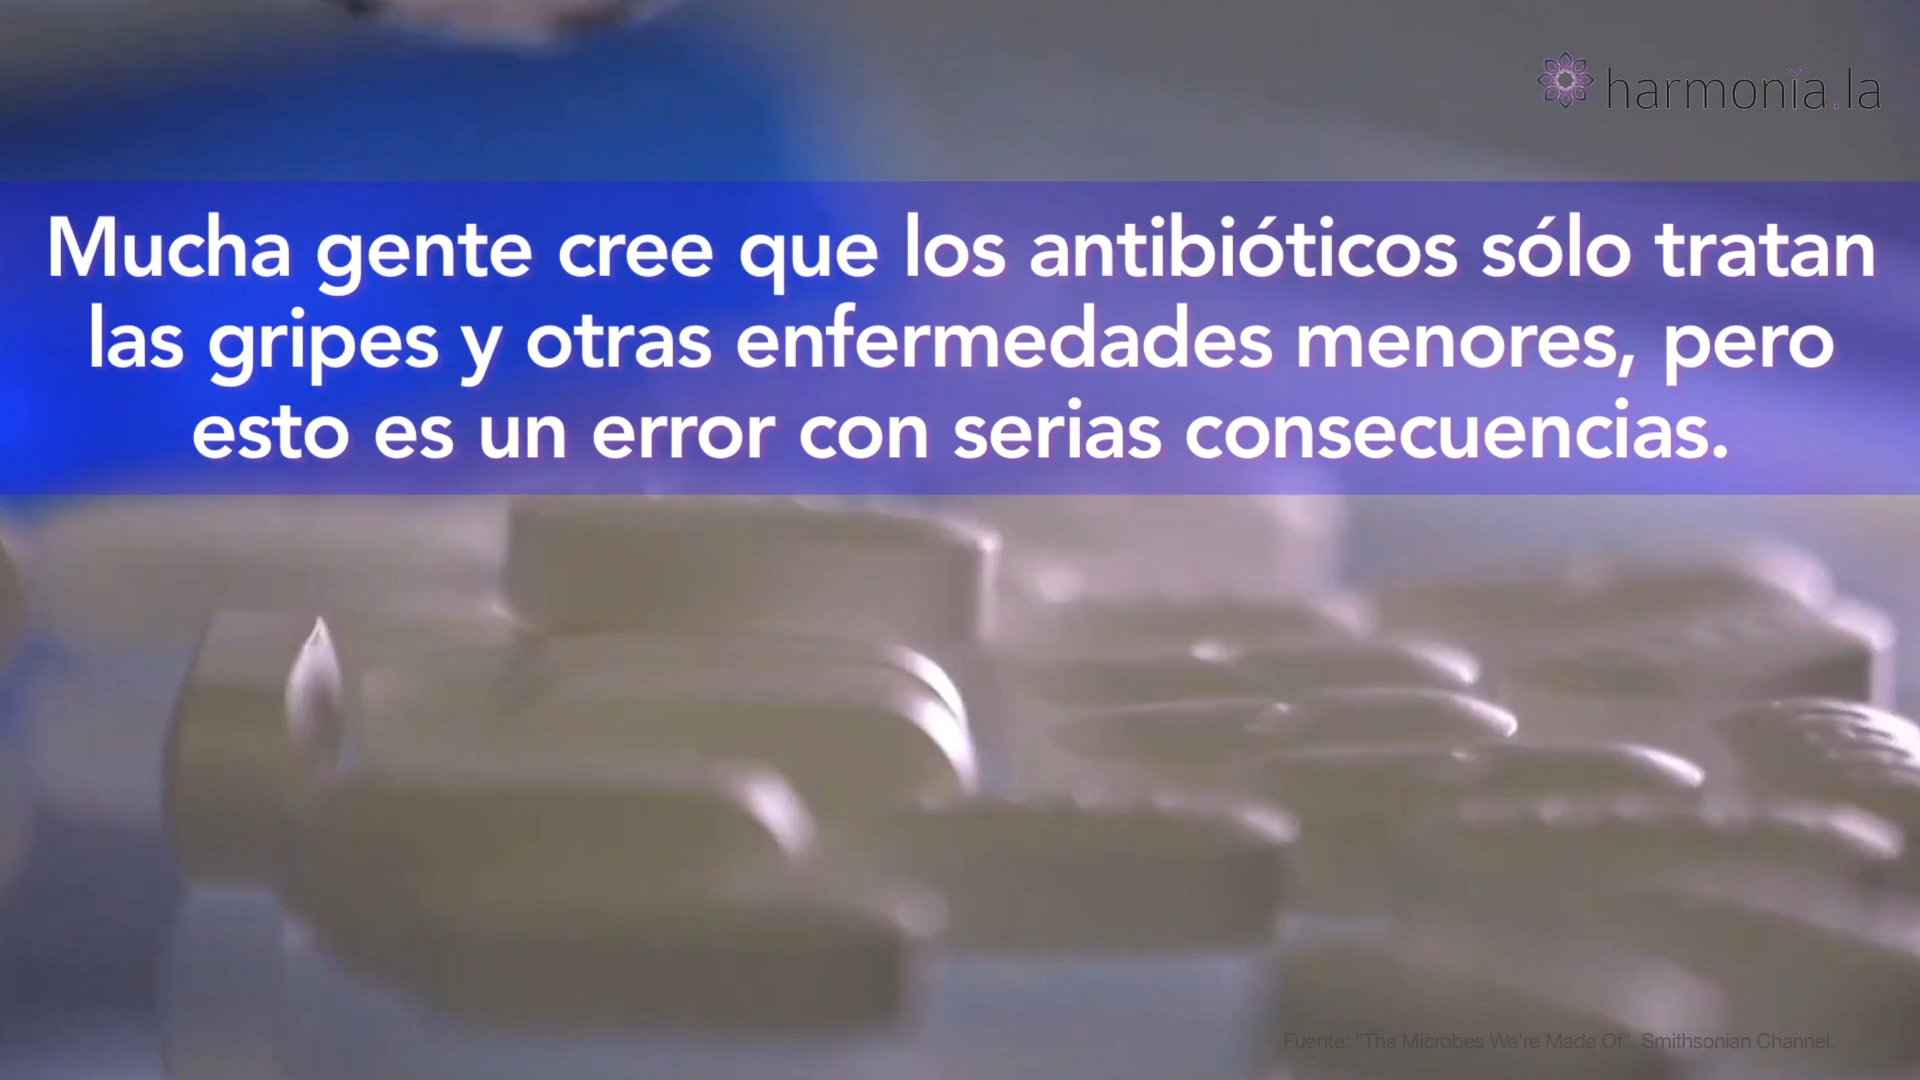 harmonia.la
Mucha gente cree que los antibióticos sólo tratan
las gripes y otras enfermedades menores, pero
esto es un error con serias consecuencias.
Fuente: "The Microbes We're Made Of". Smithsonian Channel.